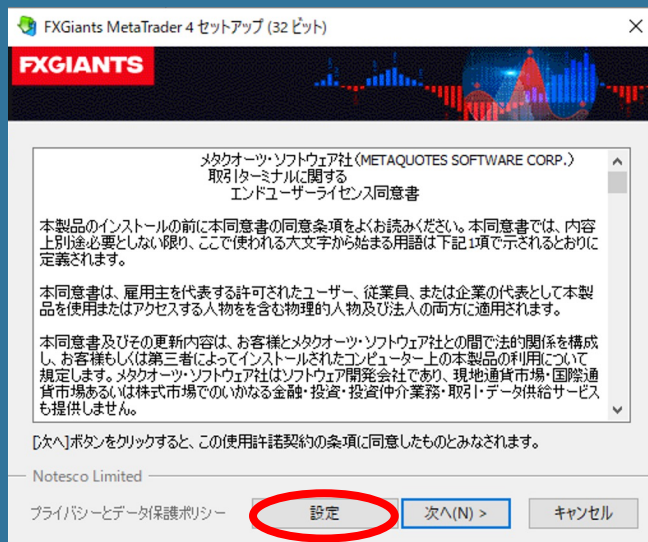 FXGiants MetaTrader 4 セットアップ (32 ビット)
FXGIANTS
メタクオーツ・ソフトウェア社(METAQUOTES SOFTWARE CORP.)
取引ターミナルに関する
エンドユーザーライセンス同意書
本製品のインストールの前に本同意書の同意条項をよくお読みください。本同意書では、内容
上別途必要としない限り、ここで使われる大文字から始まる用語は下記1項で示されるとおりに
定義されます。
本同意書は、雇用主を代表する許可されたユーザー、従業員、または企業の代表として本製
品を使用またはアクセスする人物をを含む物理的人物及び法人の両方に適用されます。
本同意書及びその更新内容は、お客様とメタクオーツ・ソフトウェア社との間で法的関係を構成
し、お客様もしくは第三者によってインストールされたコンピューター上の本製品の利用について
規定します。メタクオーツ・ソフトウェア社はソフトウェア開発会社であり、現地通貨市場・国際通
貨市場あるいは株式市場でのいかなる金融・投資・投資仲介業務・取引・データ供給サービス
も提供しません。
[次へ]ボタンをクリックすると、この使用許諾契約の条項に同意したものとみなされます。
Notesco Limited
プライバシーとデータ保護ポリシー
設定
次へ(N) >
キャンセル